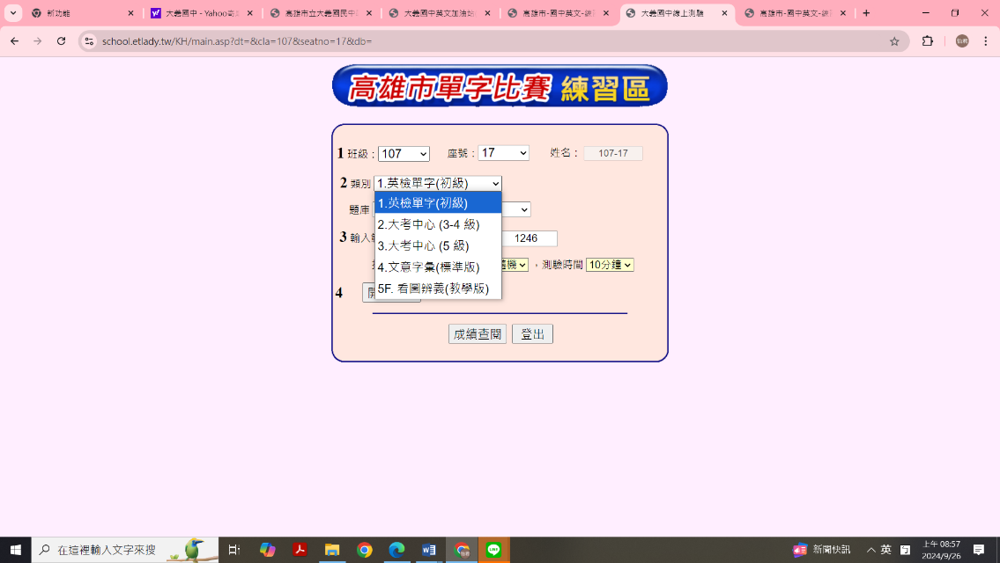 新功能
大義國中 - Yahoo奇
高雄市立大義國民中
大義國中英文加油站
高雄市-國中英文-練
大義國中線上測驗
高雄市-國中英文-練
school.etlady.tw/KH/main.asp?dt=&cla=107&seatno=17&db=
高雄市單字比賽 練習區
1 班級：107 座號：17 姓名：107-17
2 類別 1.英檢單字(初級)
1.英檢單字(初級)
題庫
2.大考中心 (3-4 級)
3 輸入 1246
3.大考中心 (5 級)
隨機，測驗時間 10分鐘
4.文意字彙(標準版)
4 開
5F. 看圖辨義(教學版)
成績查閱 登出
在這裡輸入文字來搜
新聞快訊
英
上午 08:57
2024/9/26